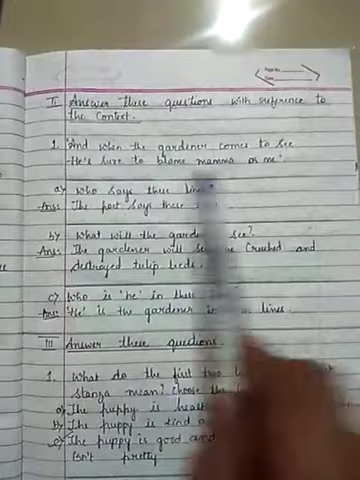 Page No.
Date
II Answer these questions with reference to
the context.
1. 'And when the gardener comes to see
He's sure to blame mamma or me'.
a) Who says these lines
Ans: The poet says these
b) What will the see?
Ans: The gardener will crushed and
destroyed tulip beds.
c) Who is 'he' in these
Ans: 'He' is the gardener lines.
III Answer these questions.
1. What do the first two
stanza mean? Choose the
a) The puppy is
b) The puppy is kind
c) The puppy is good and
isn't pretty